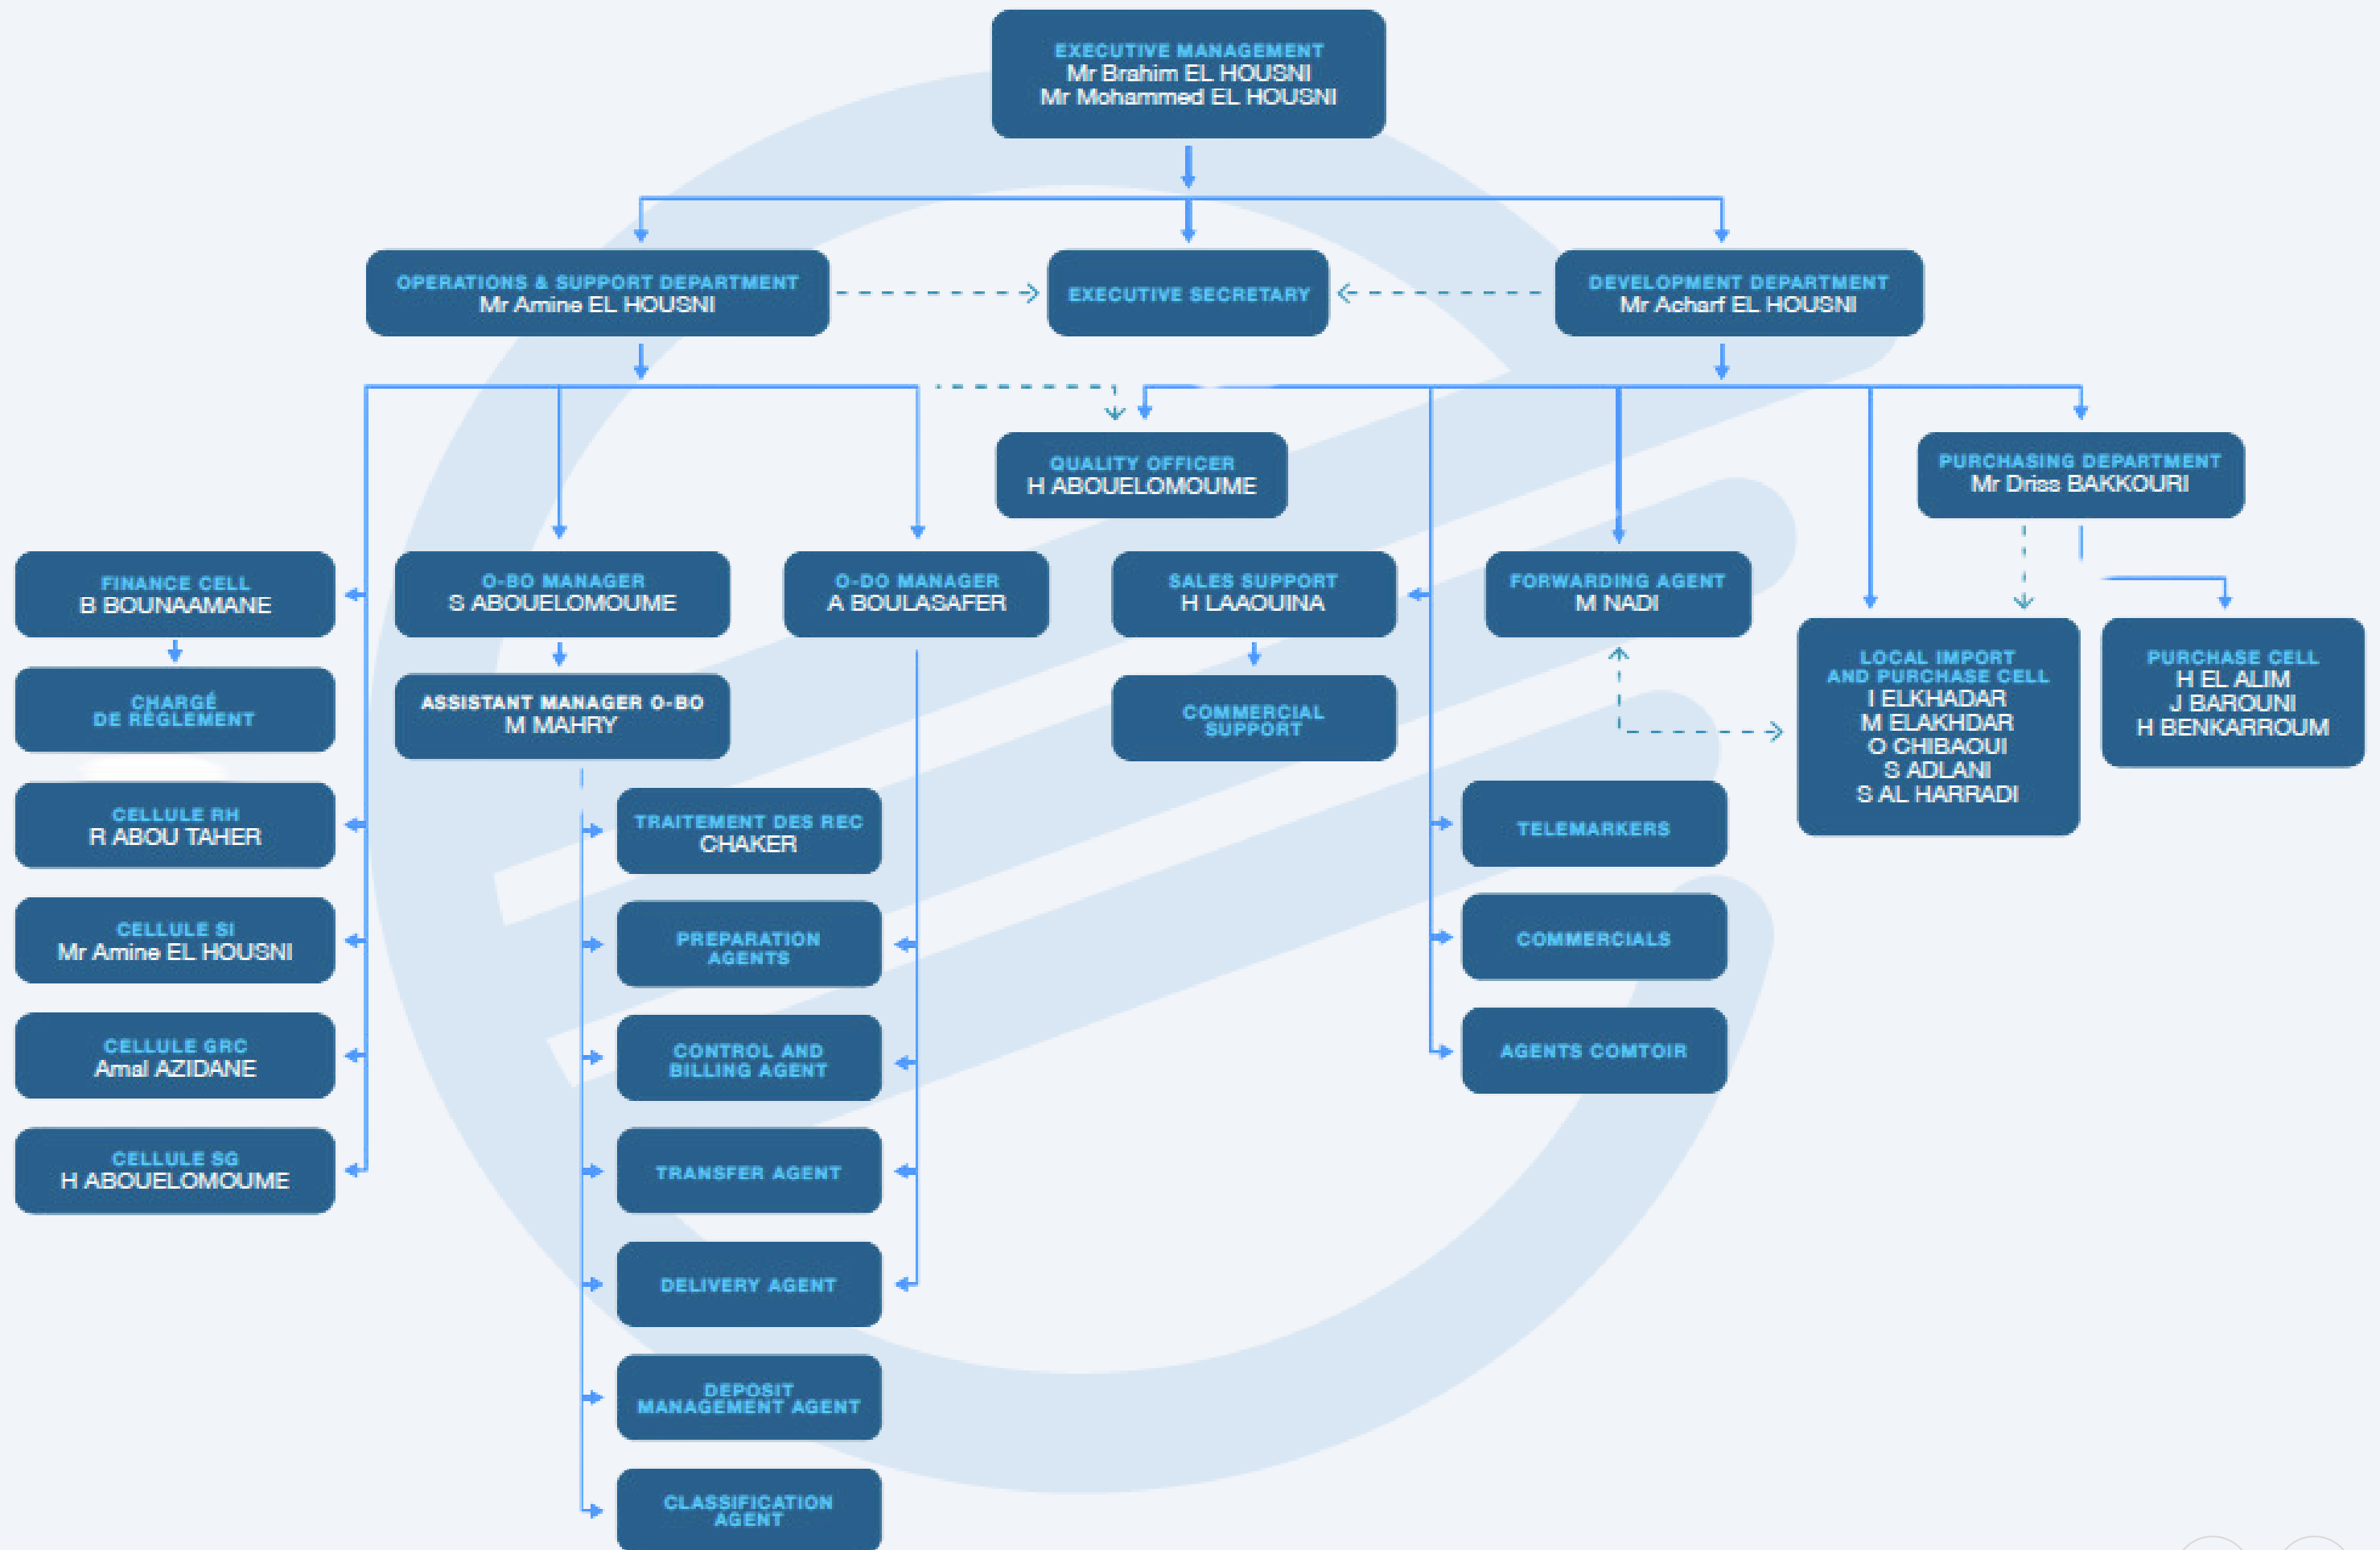 EXECUTIVE MANAGEMENT
Mr Brahim EL HOUSNI
Mr Mohammed EL HOUSNI
OPERATIONS & SUPPORT DEPARTMENT
Mr Amine EL HOUSNI
EXECUTIVE SECRETARY
DEVELOPMENT DEPARTMENT
Mr Acharf EL HOUSNI
QUALITY OFFICER
H ABOUELOMOUME
PURCHASING DEPARTMENT
Mr Driss BAKKOURI
FINANCE CELL
B BOUNAAMANE
O-BO MANAGER
S ABOUELOMOUME
O-DO MANAGER
A BOULASAFER
SALES SUPPORT
H LAAOUINA
FORWARDING AGENT
M NADI
LOCAL IMPORT
AND PURCHASE CELL
I ELKHADAR
M ELAKHDAR
O CHIBAOUI
S ADLANI
S AL HARRADI
PURCHASE CELL
H EL ALIM
J BAROUNI
H BENKARROUM
CHARGÉ
DE RÈGLEMENT
ASSISTANT MANAGER O-BO
M MAHRY
COMMERCIAL
SUPPORT
CELLULE RH
R ABOU TAHER
TRAITEMENT DES REC
CHAKER
TELEMARKERS
CELLULE SI
Mr Amine EL HOUSNI
PREPARATION
AGENTS
COMMERCIALS
CELLULE GRC
Amal AZIDANE
CONTROL AND
BILLING AGENT
AGENTS COMTOIR
CELLULE SG
H ABOUELOMOUME
TRANSFER AGENT
DELIVERY AGENT
DEPOSIT
MANAGEMENT AGENT
CLASSIFICATION
AGENT